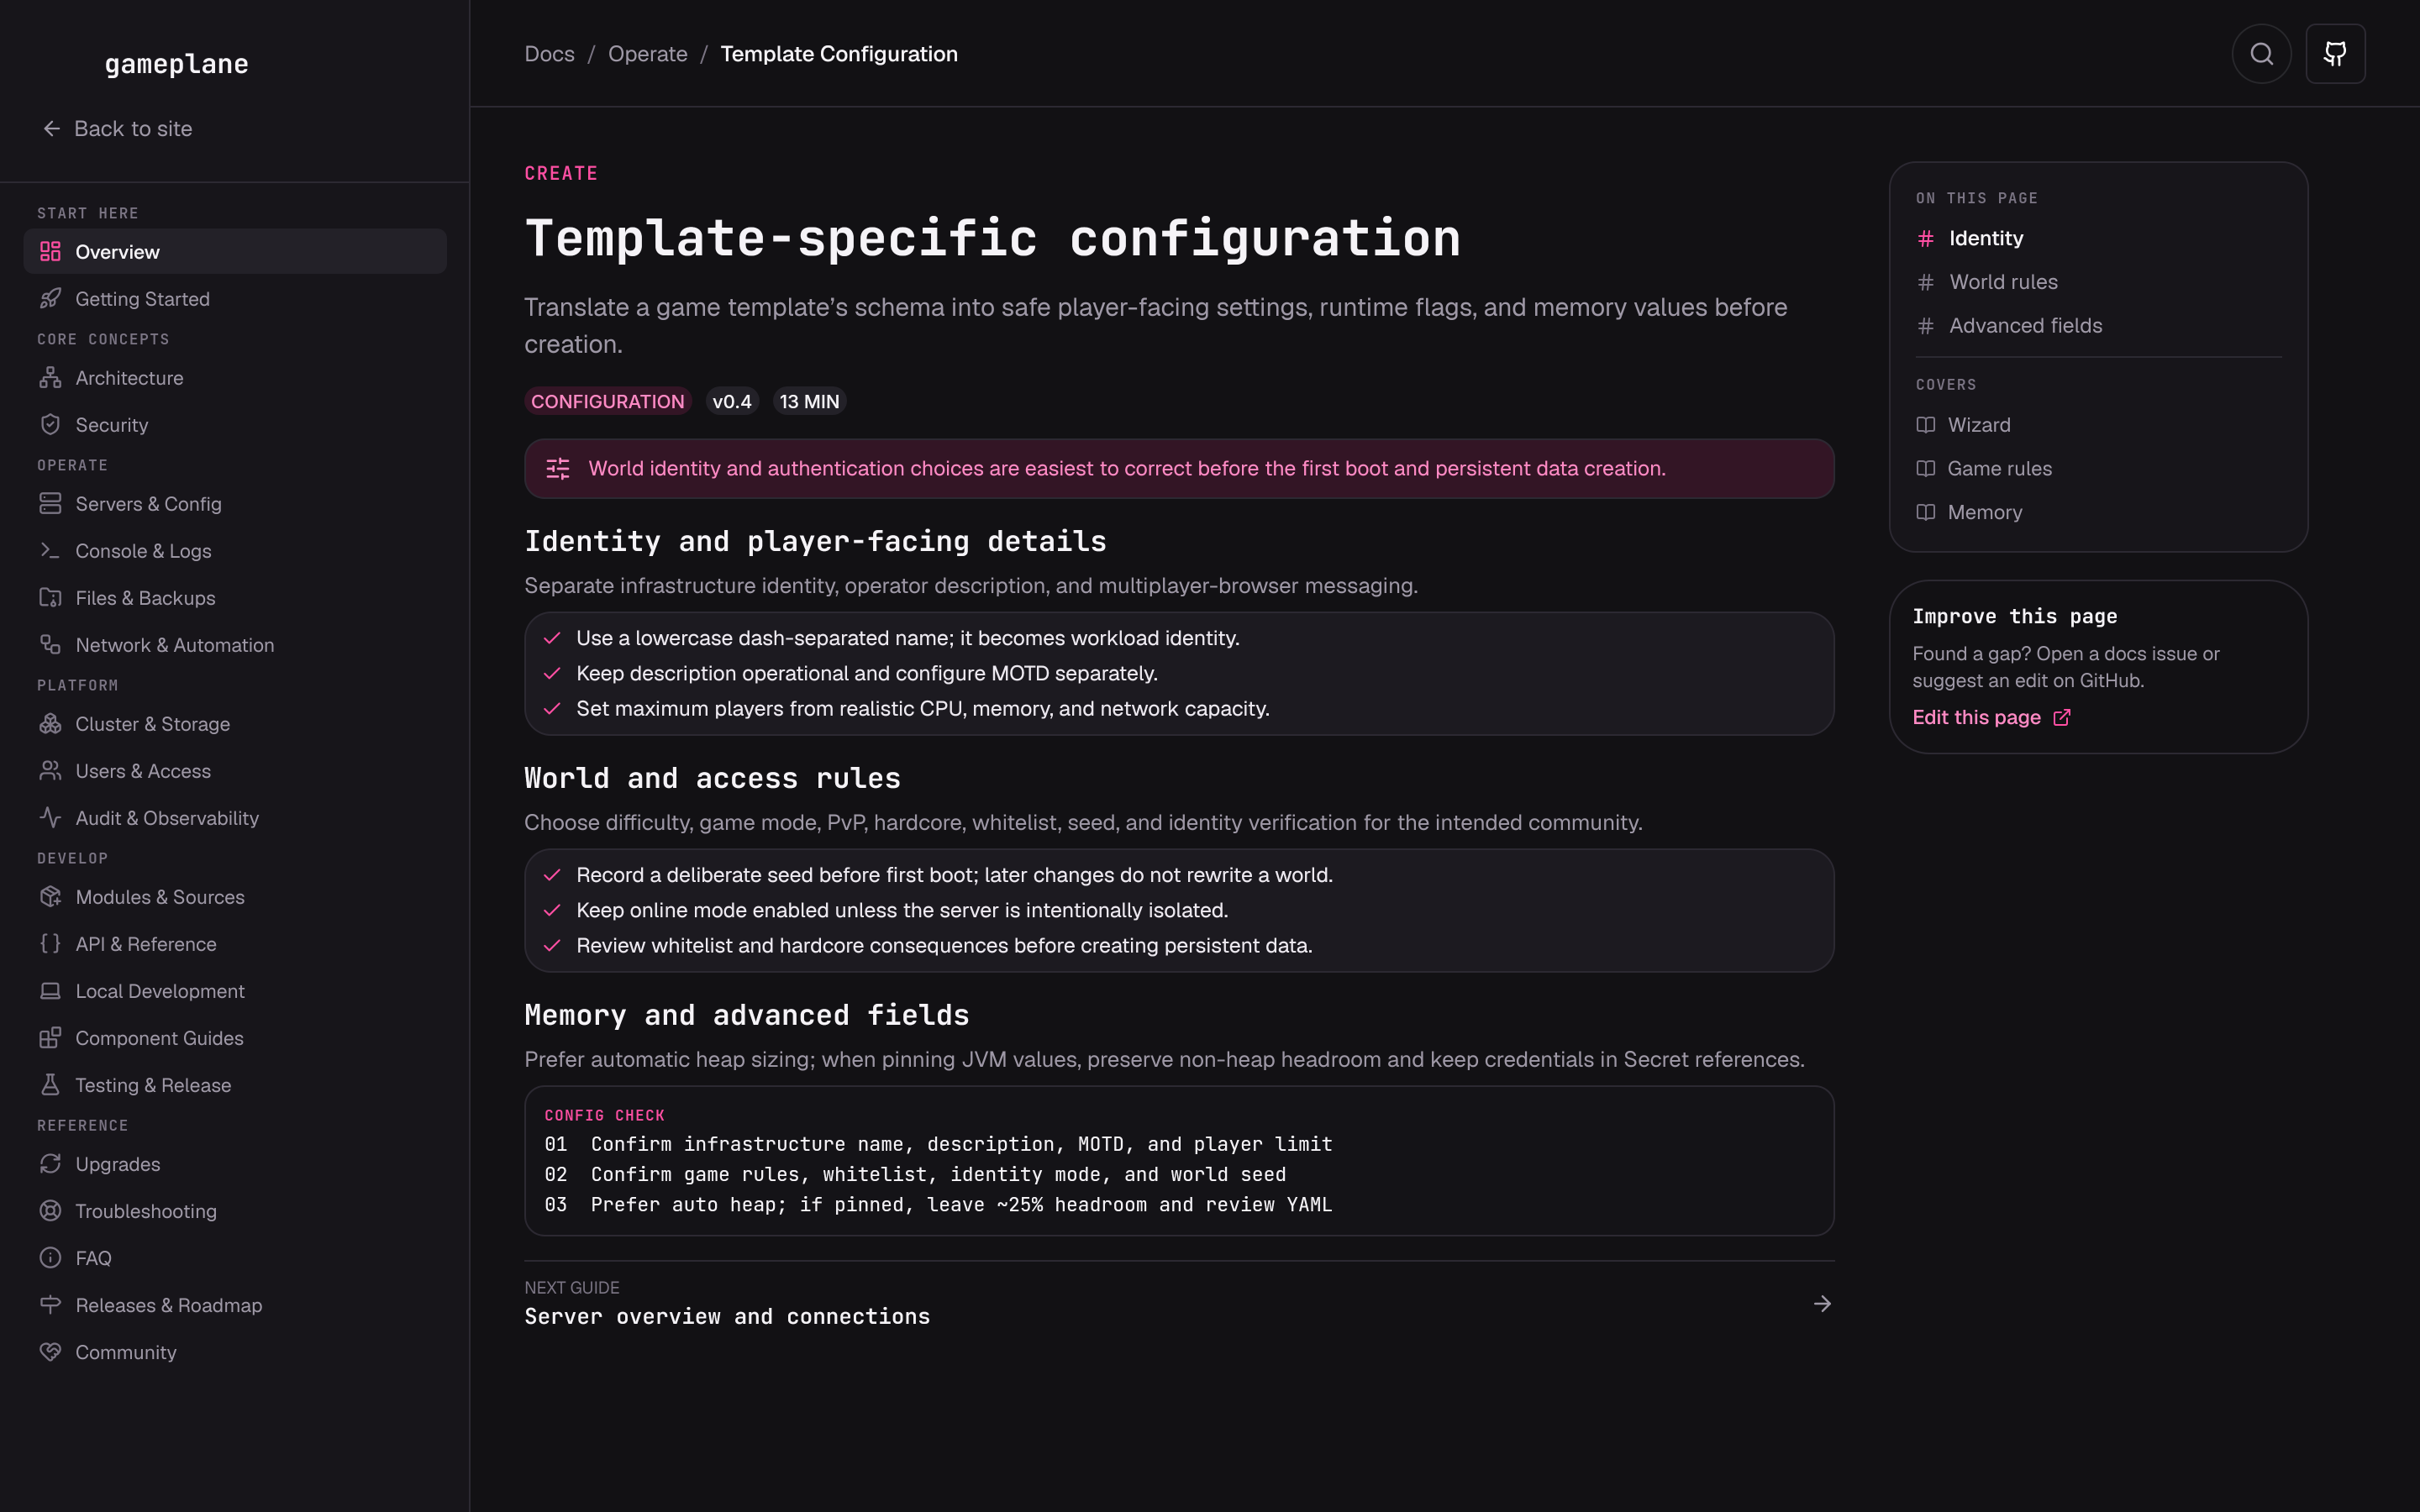 gameplane
Back to site
START HERE
Overview
Getting Started
CORE CONCEPTS
Architecture
Security
OPERATE
Servers & Config
Console & Logs
Files & Backups
Network & Automation
PLATFORM
Cluster & Storage
Users & Access
Audit & Observability
DEVELOP
Modules & Sources
API & Reference
Local Development
Component Guides
Testing & Release
REFERENCE
Upgrades
Troubleshooting
FAQ
Releases & Roadmap
Community
Docs / Operate / Template Configuration
CREATE
Template-specific configuration
Translate a game template’s schema into safe player-facing settings, runtime flags, and memory values before
creation.
CONFIGURATION v0.4 13 MIN
World identity and authentication choices are easiest to correct before the first boot and persistent data creation.
Identity and player-facing details
Separate infrastructure identity, operator description, and multiplayer-browser messaging.
Use a lowercase dash-separated name; it becomes workload identity.
Keep description operational and configure MOTD separately.
Set maximum players from realistic CPU, memory, and network capacity.
World and access rules
Choose difficulty, game mode, PvP, hardcore, whitelist, seed, and identity verification for the intended community.
Record a deliberate seed before first boot; later changes do not rewrite a world.
Keep online mode enabled unless the server is intentionally isolated.
Review whitelist and hardcore consequences before creating persistent data.
Memory and advanced fields
Prefer automatic heap sizing; when pinning JVM values, preserve non-heap headroom and keep credentials in Secret references.
CONFIG CHECK
01 Confirm infrastructure name, description, MOTD, and player limit
02 Confirm game rules, whitelist, identity mode, and world seed
03 Prefer auto heap; if pinned, leave ~25% headroom and review YAML
NEXT GUIDE
Server overview and connections
ON THIS PAGE
# Identity
# World rules
# Advanced fields
COVERS
Wizard
Game rules
Memory
Improve this page
Found a gap? Open a docs issue or
suggest an edit on GitHub.
Edit this page